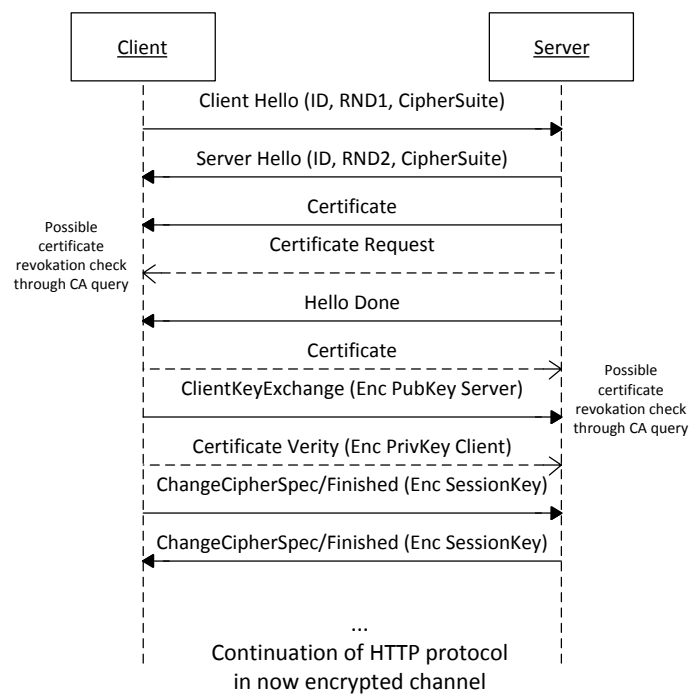 Client
Server
Client Hello (ID, RND1, CipherSuite)
Server Hello (ID, RND2, CipherSuite)
Certificate
Possible
certificate
revokation check
through CA query
Certificate Request
Hello Done
Certificate
Possible
certificate
revokation check
through CA query
ClientKeyExchange (Enc PubKey Server)
Certificate Verity (Enc PrivKey Client)
ChangeCipherSpec/Finished (Enc SessionKey)
ChangeCipherSpec/Finished (Enc SessionKey)
...
Continuation of HTTP protocol
in now encrypted channel